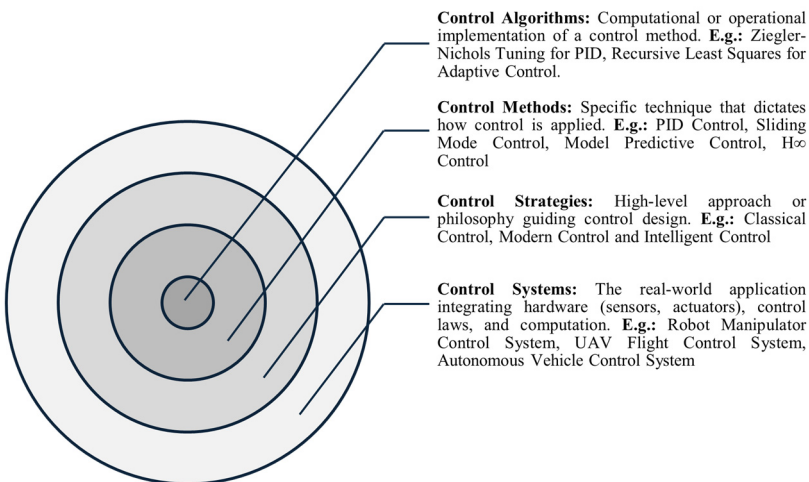 Control Algorithms: Computational or operational
implementation of a control method. E.g.: Ziegler-
Nichols Tuning for PID, Recursive Least Squares for
Adaptive Control.
Control Methods: Specific technique that dictates
how control is applied. E.g.: PID Control, Sliding
Mode Control, Model Predictive Control, H∞
Control
Control Strategies: High-level approach or
philosophy guiding control design. E.g.: Classical
Control, Modern Control and Intelligent Control
Control Systems: The real-world application
integrating hardware (sensors, actuators), control
laws, and computation. E.g.: Robot Manipulator
Control System, UAV Flight Control System,
Autonomous Vehicle Control System